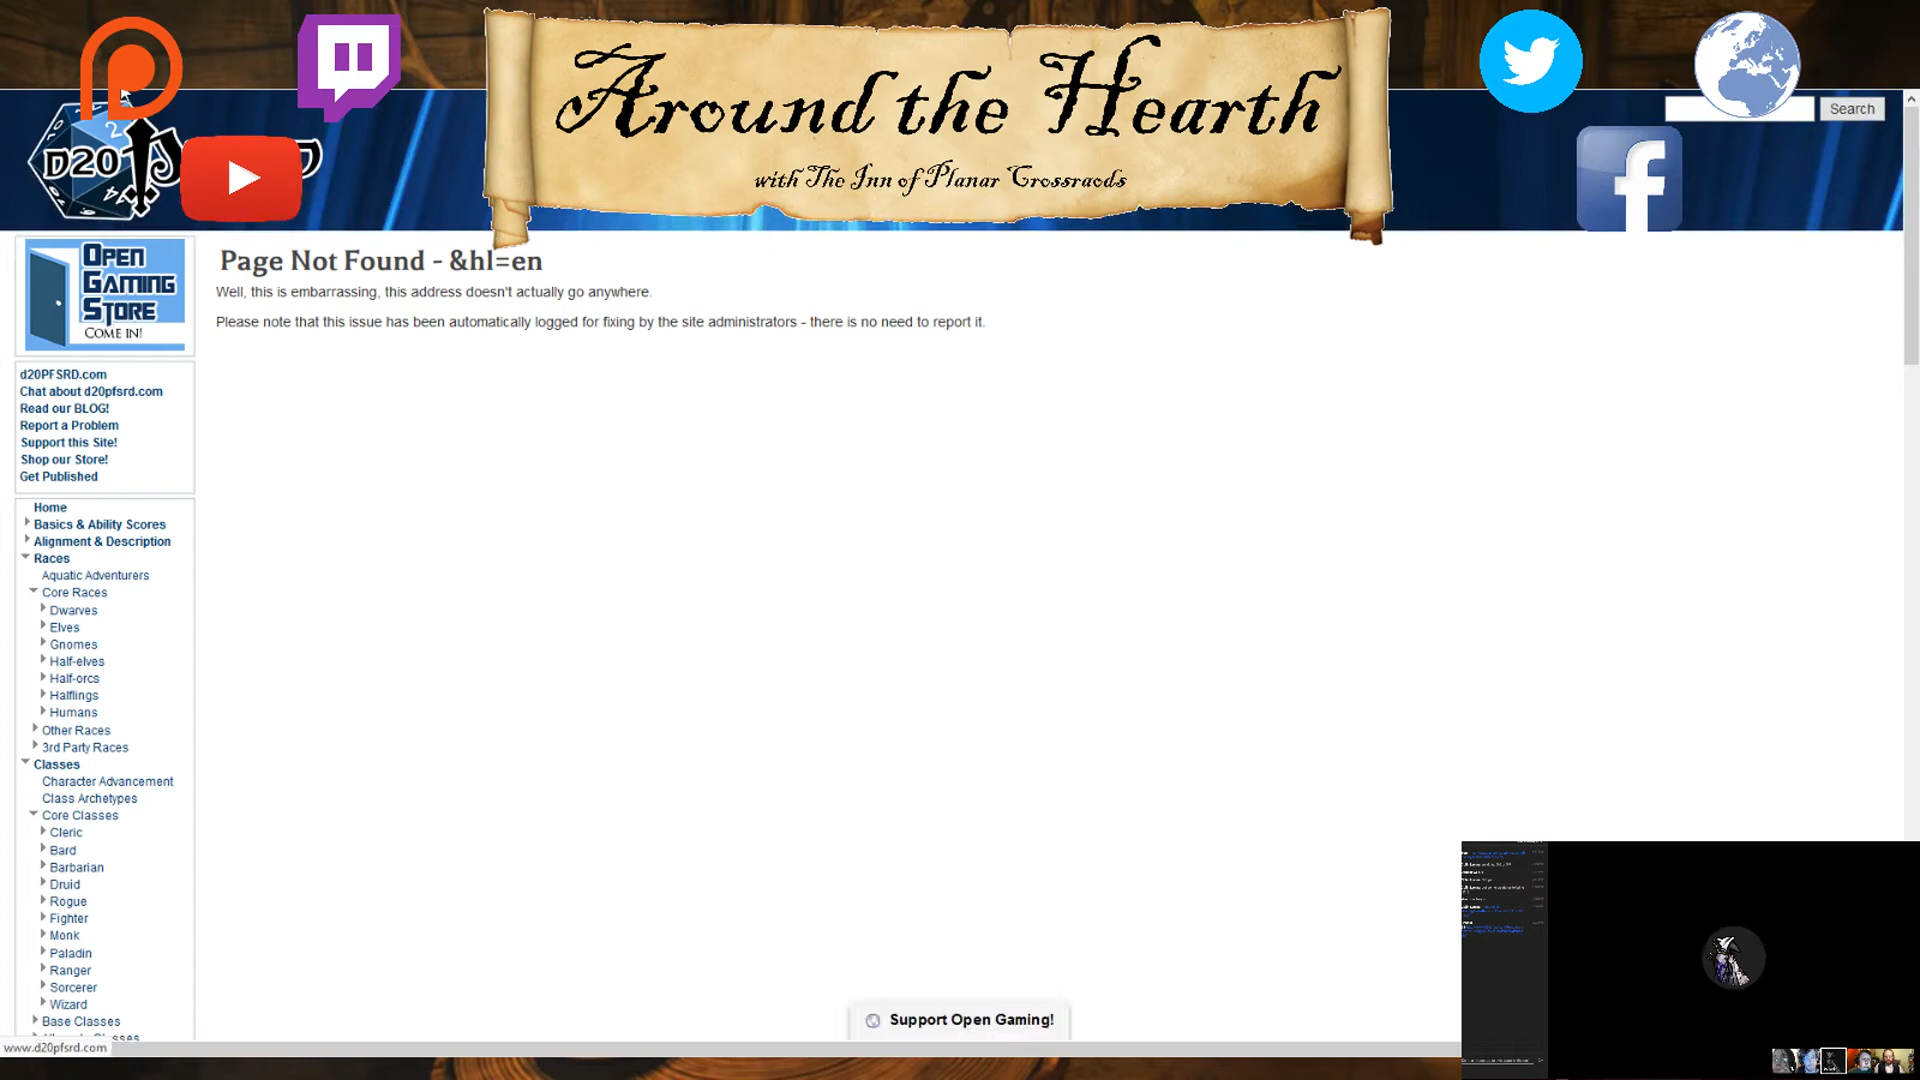 Around the Hearth
with The Inn of Planar Crossraods
D20
Search
OPEN
GAMING
STORE
COME IN!
Page Not Found - &hl=en
Well, this is embarrassing, this address doesn't actually go anywhere.
Please note that this issue has been automatically logged for fixing by the site administrators - there is no need to report it.
d20PFSRD.com
Chat about d20pfsrd.com
Read our BLOG!
Report a Problem
Support this Site!
Shop our Store!
Get Published
Home
Basics & Ability Scores
Alignment & Description
Races
Aquatic Adventurers
Core Races
Dwarves
Elves
Gnomes
Half-elves
Half-orcs
Halflings
Humans
Other Races
3rd Party Races
Classes
Character Advancement
Class Archetypes
Core Classes
Cleric
Bard
Barbarian
Druid
Rogue
Fighter
Monk
Paladin
Ranger
Sorcerer
Wizard
Base Classes
Support Open Gaming!
www.d20pfsrd.com